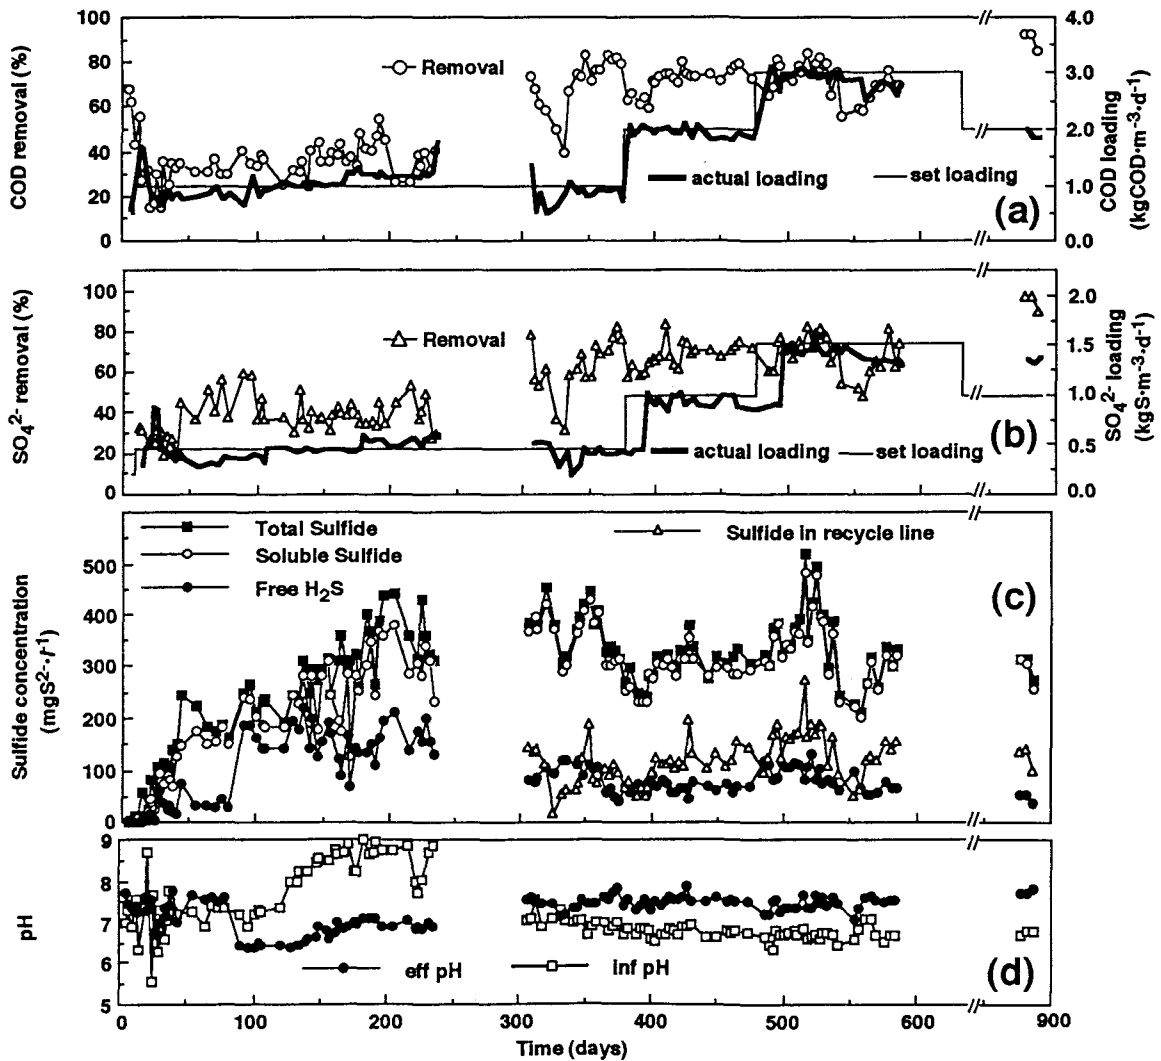 COD removal (%)
100
80
60
40
20
0
Removal
actual loading
set loading
(a)
4.0
3.0
2.0
1.0
0.0
COD loading
(kgCOD·m⁻³·d⁻¹)
SO₄²⁻ removal (%)
100
80
60
40
20
0
Removal
actual loading
set loading
(b)
2.0
1.5
1.0
0.5
0.0
SO₄²⁻ loading
(kgS·m⁻³·d⁻¹)
Sulfide concentration
(mgS²⁻·l⁻¹)
500
400
300
200
100
0
Total Sulfide
Soluble Sulfide
Free H₂S
Sulfide in recycle line
(c)
pH
9
8
7
6
5
eff pH
inf pH
(d)
0
100
200
300
400
500
600
900
Time (days)